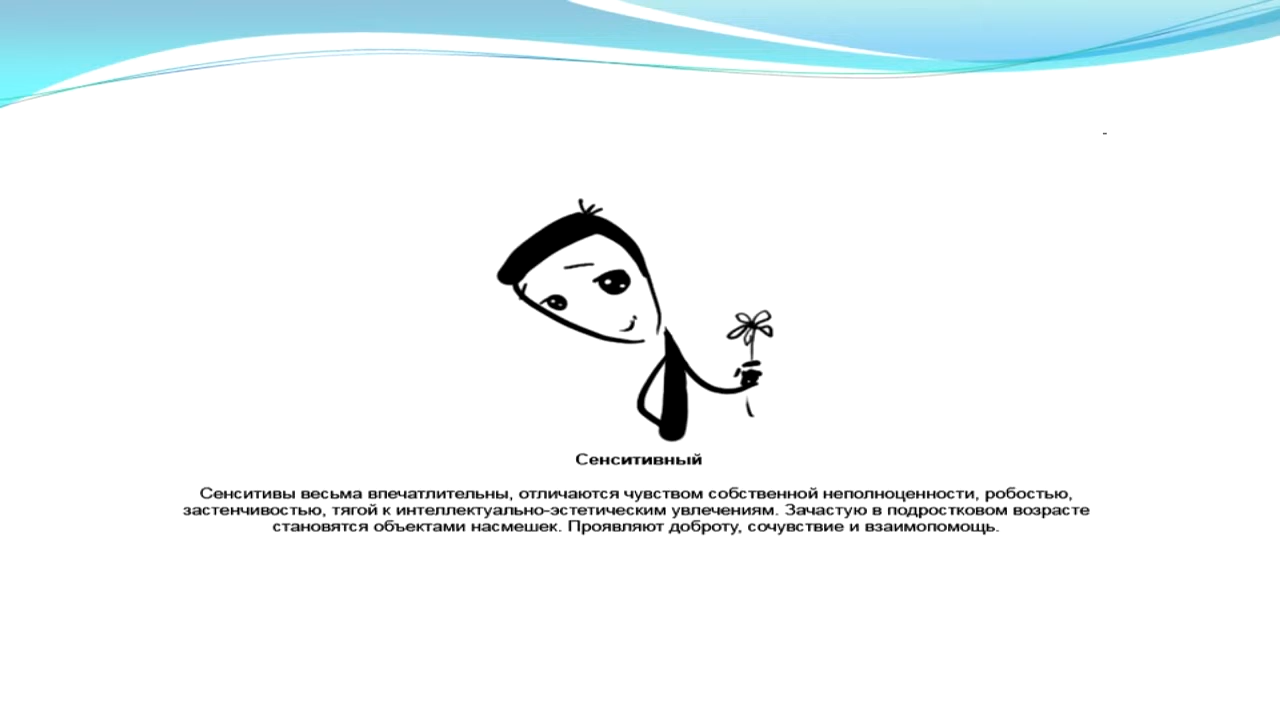 -
Сенситивный
Сенситивы весьма впечатлительны, отличаются чувством собственной неполноценности, робостью,
застенчивостью, тягой к интеллектуально-эстетическим увлечениям. Зачастую в подростковом возрасте
становятся объектами насмешек. Проявляют доброту, сочувствие и взаимопомощь.